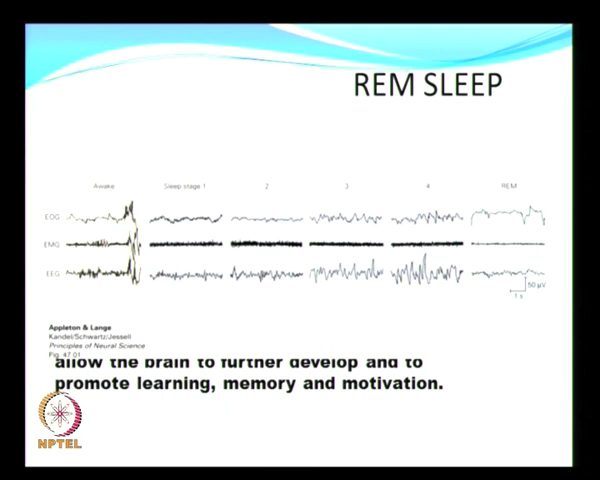 REM SLEEP
Awake Sleep stage 1 2 3 4 REM
EOG
EMG
EEG
50 µV
1 s
Appleton & Lange
Kandel/Schwartz/Jessell
Principles of Neural Science
Fig. 47.01
allow the brain to further develop and to
promote learning, memory and motivation.
NPTEL